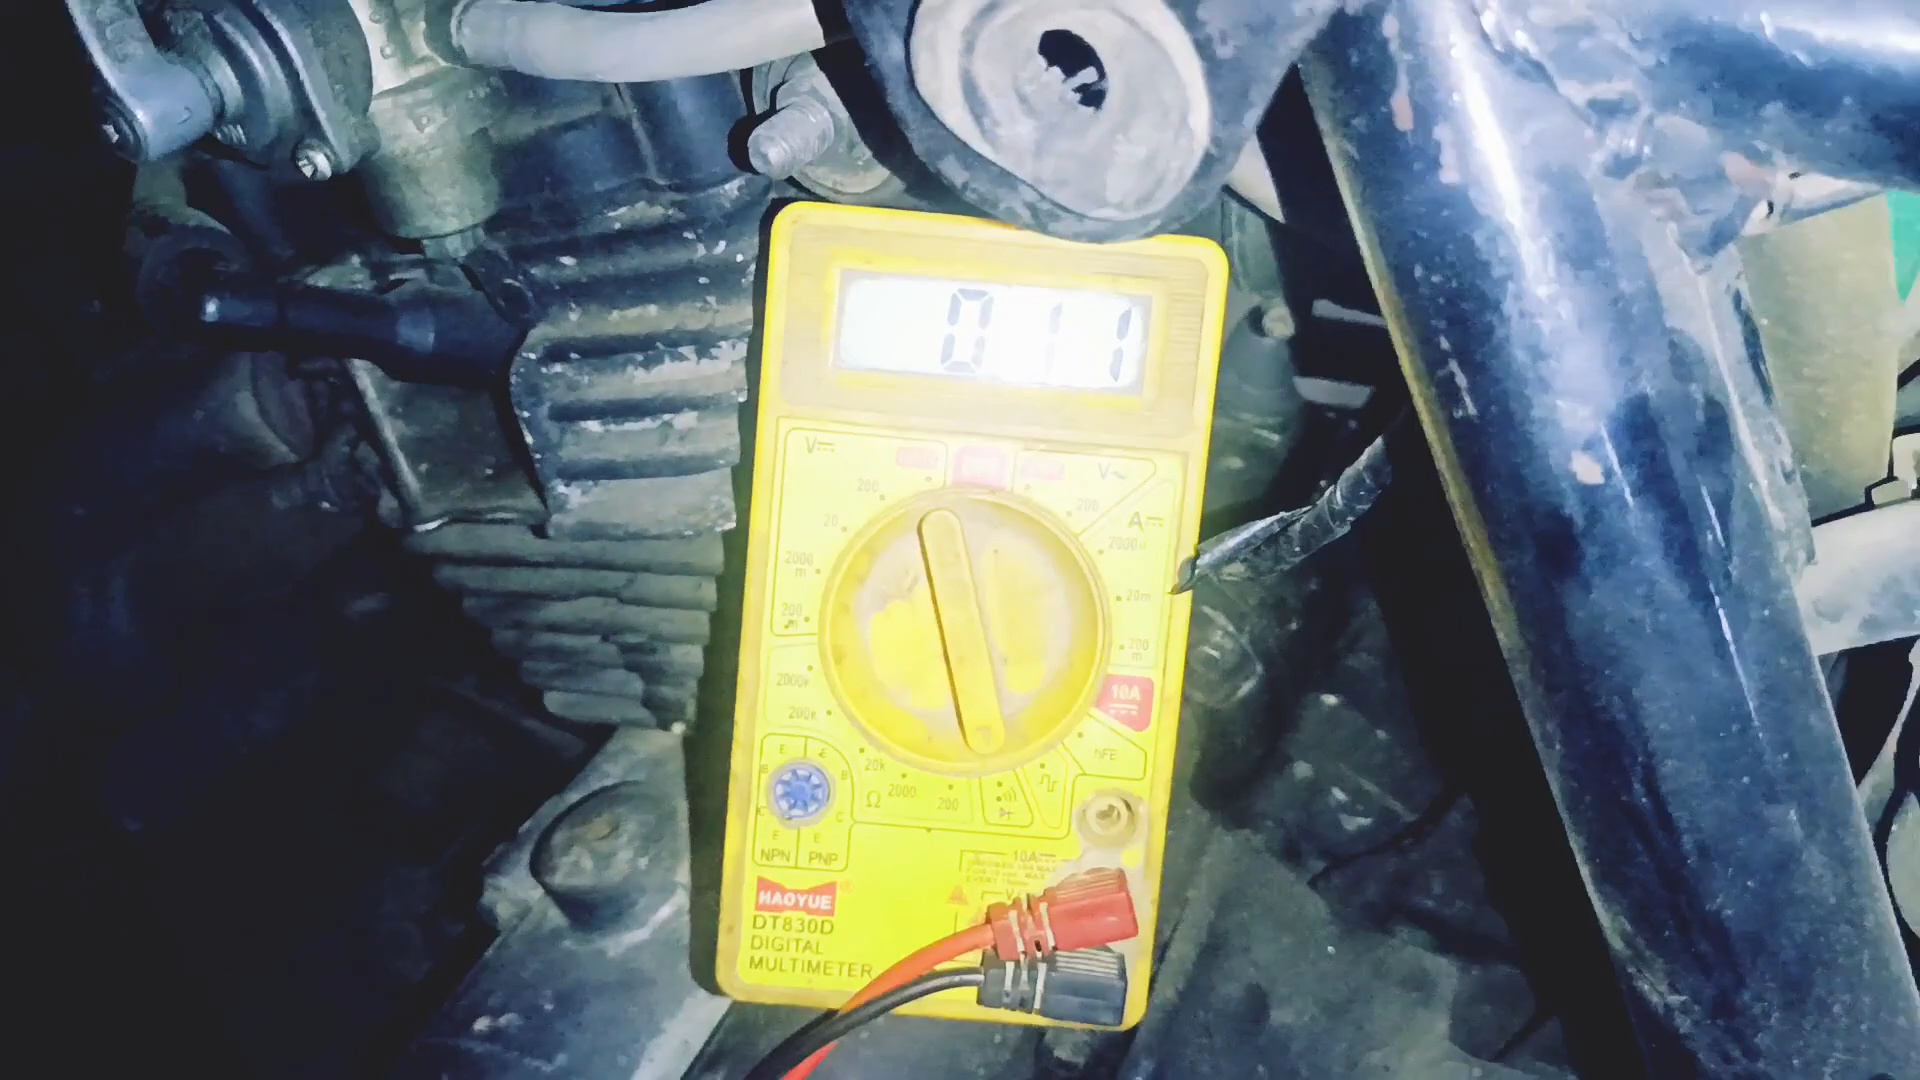 011
V⎓
V~
200
200
20
A⎓
2000
2000
m
20m
200
m
200
m
2000k
10A
200k
hFE
20k
Ω
2000
200
E
E
B
B
C
C
E
E
NPN
PNP
10A⎓
HAOYUE
DT830D
DIGITAL
MULTIMETER